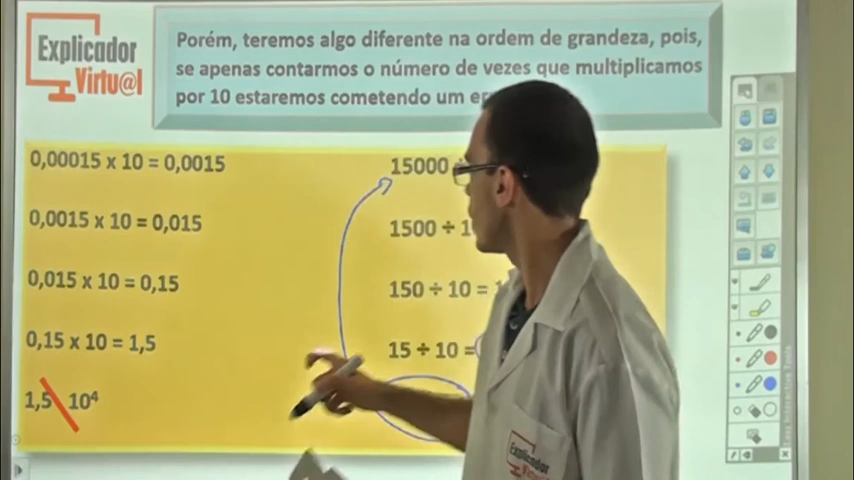 Explicador
Virtu@l
Porém, teremos algo diferente na ordem de grandeza, pois,
se apenas contarmos o número de vezes que multiplicamos
por 10 estaremos cometendo um
0,00015 x 10 = 0,0015
0,0015 x 10 = 0,015
0,015 x 10 = 0,15
0,15 x 10 = 1,5
1,5 10⁴
15000
1500 ÷
150 ÷ 10 =
15 ÷ 10 =
Explicador